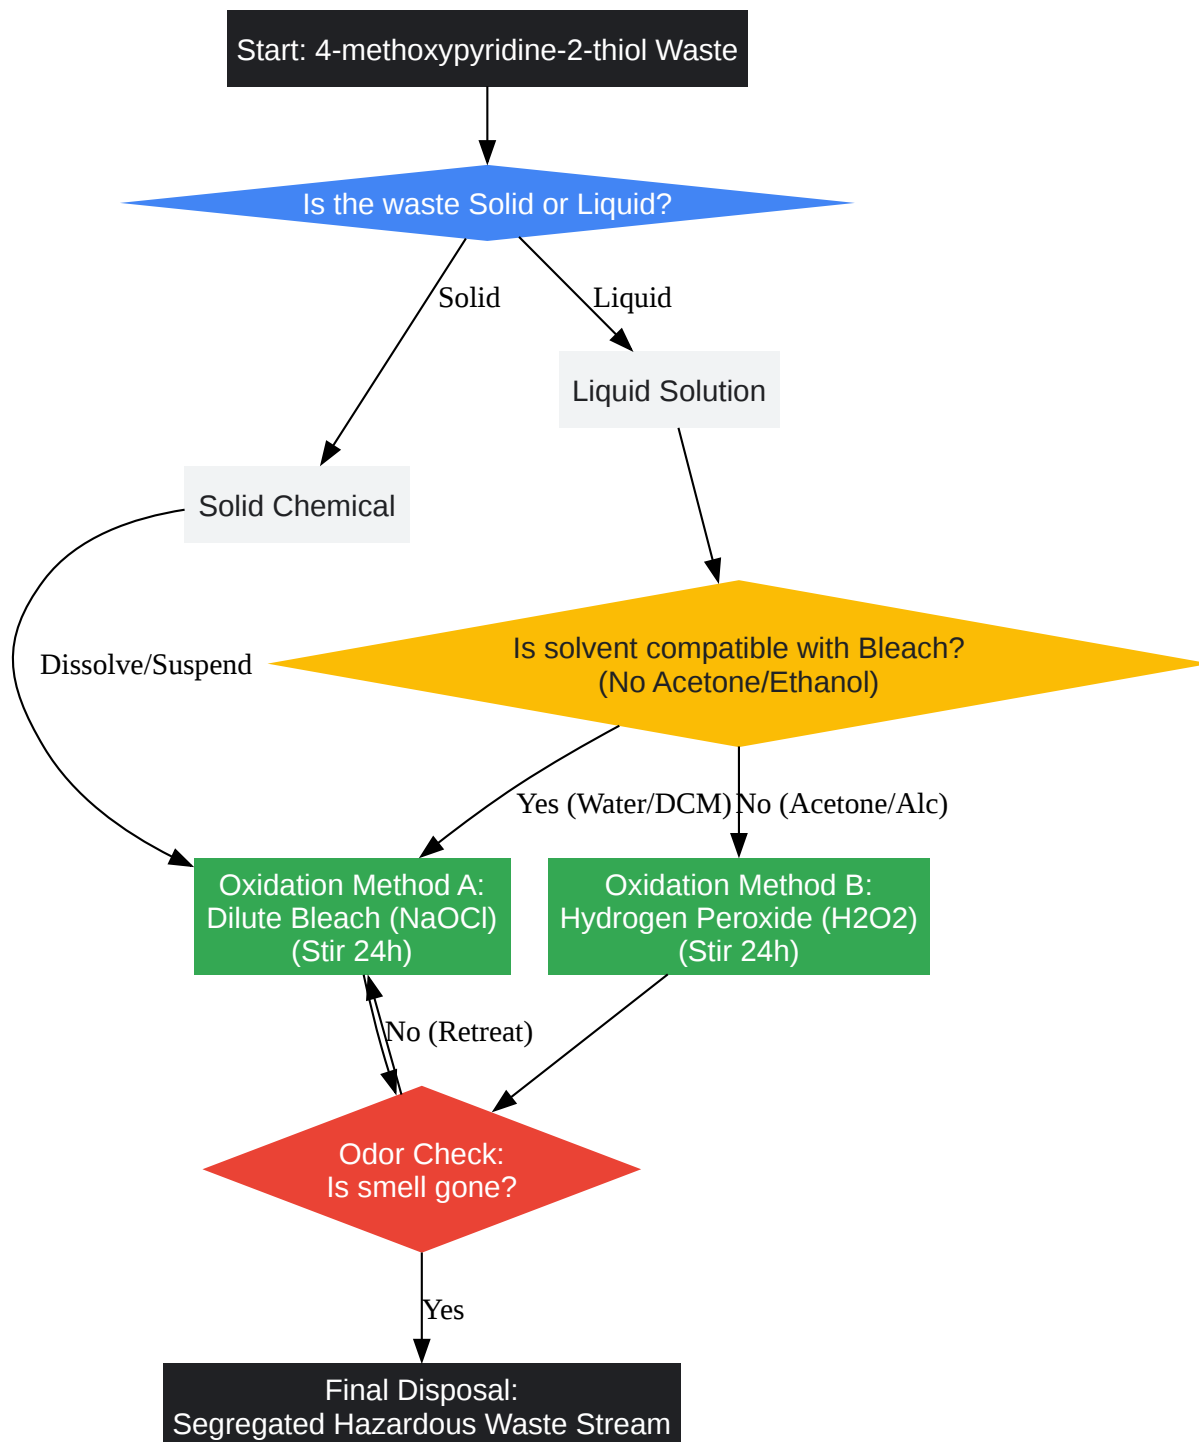 Start: 4-methoxypyridine-2-thiol Waste
Is the waste Solid or Liquid?
Solid
Liquid
Liquid Solution
Solid Chemical
Is solvent compatible with Bleach?
(No Acetone/Ethanol)
Dissolve/Suspend
Yes (Water/DCM)
No (Acetone/Alc)
Oxidation Method A:
Dilute Bleach (NaOCl)
(Stir 24h)
Oxidation Method B:
Hydrogen Peroxide (H2O2)
(Stir 24h)
No (Retreat)
Odor Check:
Is smell gone?
Yes
Final Disposal:
Segregated Hazardous Waste Stream